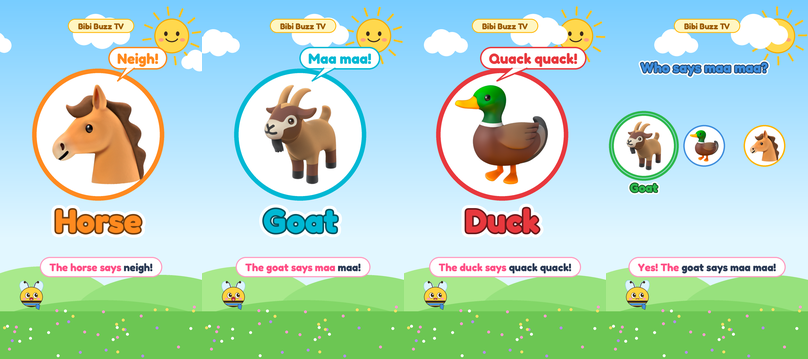 Bibi Buzz TV
Neigh!
Horse
The horse says neigh!
Bibi Buzz TV
Maa maa!
Goat
The goat says maa maa!
Bibi Buzz TV
Quack quack!
Duck
The duck says quack quack!
Bibi Buzz TV
Who says maa maa?
Goat
Yes! The goat says maa maa!